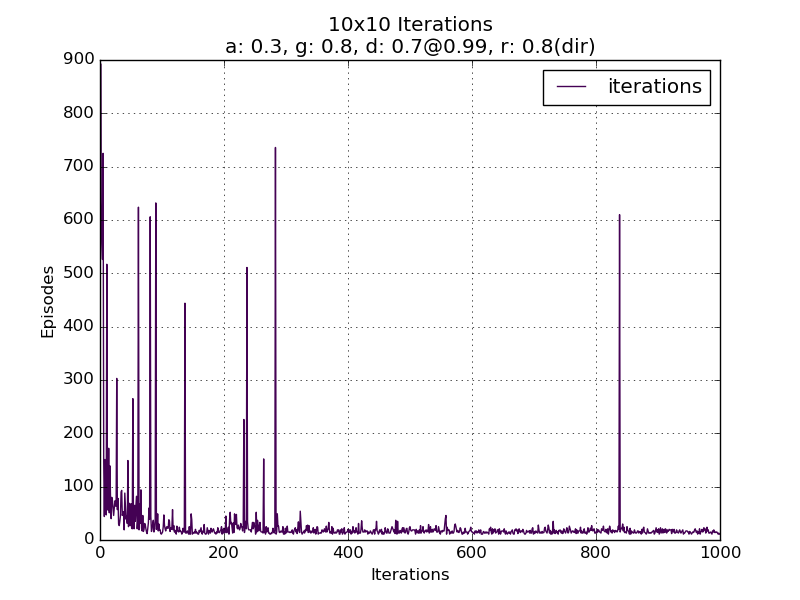 10x10 Iterations
a: 0.3, g: 0.8, d: 0.7@0.99, r: 0.8(dir)
iterations
900
800
700
600
500
400
300
200
100
0
Episodes
0 200 400 600 800 1000
Iterations